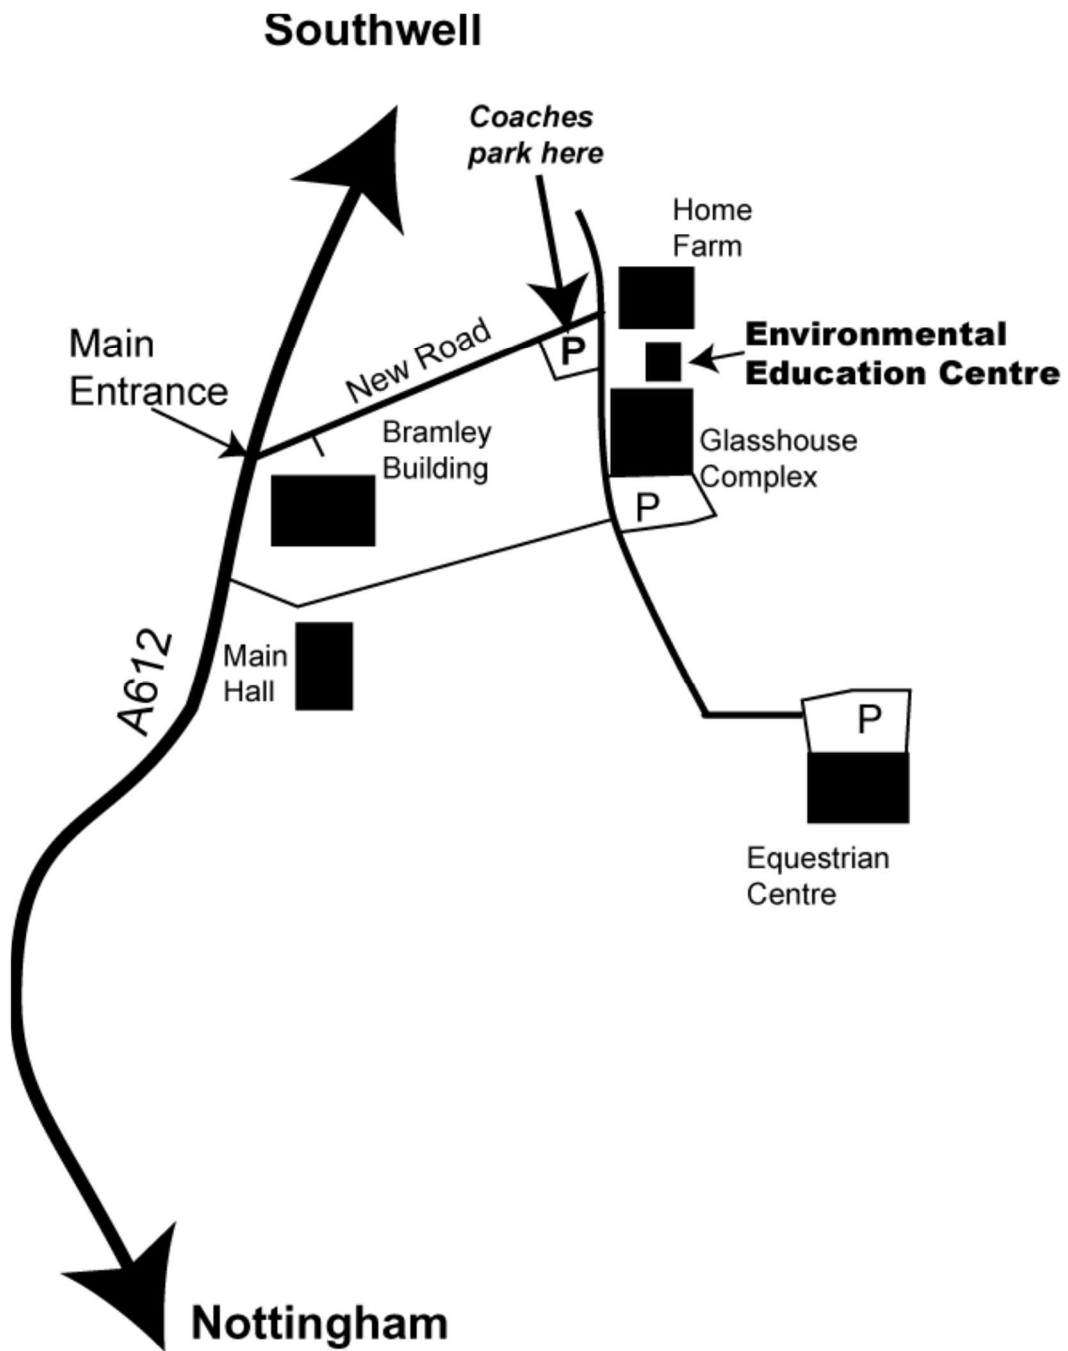 Southwell
Coaches
park here
Home
Farm
Main
Entrance
New Road
P
Environmental
Education Centre
Bramley
Building
Glasshouse
Complex
P
A612
Main
Hall
P
Equestrian
Centre
Nottingham